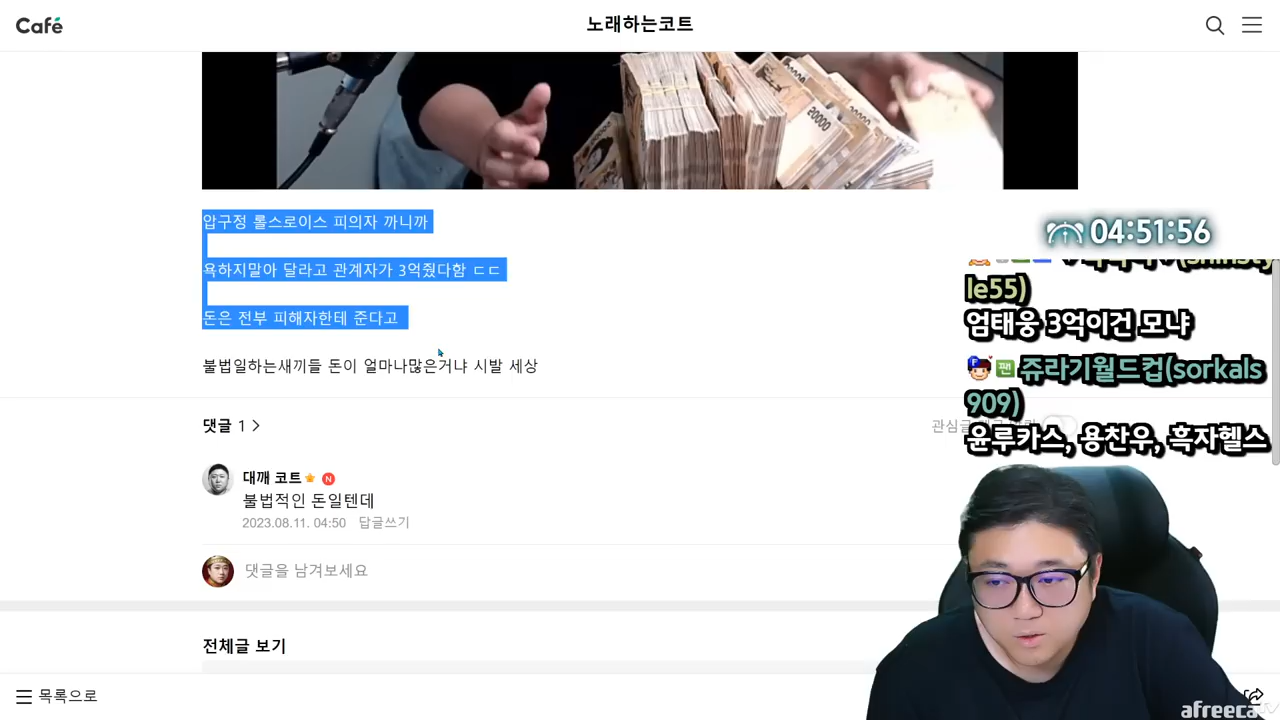 Café
노래하는코트
압구정 롤스로이스 피의자 까니까
욕하지말아 달라고 관계자가 3억줬다함 ㄷㄷ
돈은 전부 피해자한테 준다고
불법일하는새끼들 돈이 얼마나많은거냐 시발 세상
04:51:56
le55)
엄태웅 3억이건 모냐
팬 쥬라기월드컵(sorkals
909)
윤루카스, 용찬우, 흑자헬스
댓글 1
관심글
대깨 코트 N
불법적인 돈일텐데
2023.08.11. 04:50 답글쓰기
댓글을 남겨보세요
전체글 보기
목록으로
afreecaTV